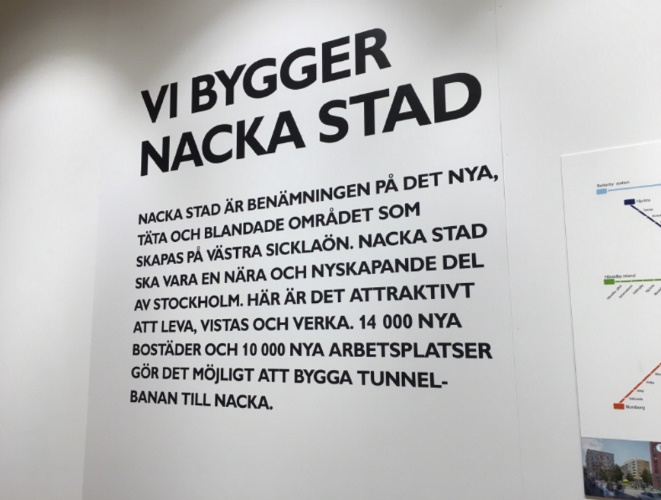 VI BYGGER
NACKA STAD
NACKA STAD ÄR BENÄMNINGEN PÅ DET NYA,
TÄTA OCH BLANDADE OMRÅDET SOM
SKAPAS PÅ VÄSTRA SICKLAÖN. NACKA STAD
SKA VARA EN NÄRA OCH NYSKAPANDE DEL
AV STOCKHOLM. HÄR ÄR DET ATTRAKTIVT
ATT LEVA, VISTAS OCH VERKA. 14 000 NYA
BOSTÄDER OCH 10 000 NYA ARBETSPLATSER
GÖR DET MÖJLIGT ATT BYGGA TUNNEL-
BANAN TILL NACKA.